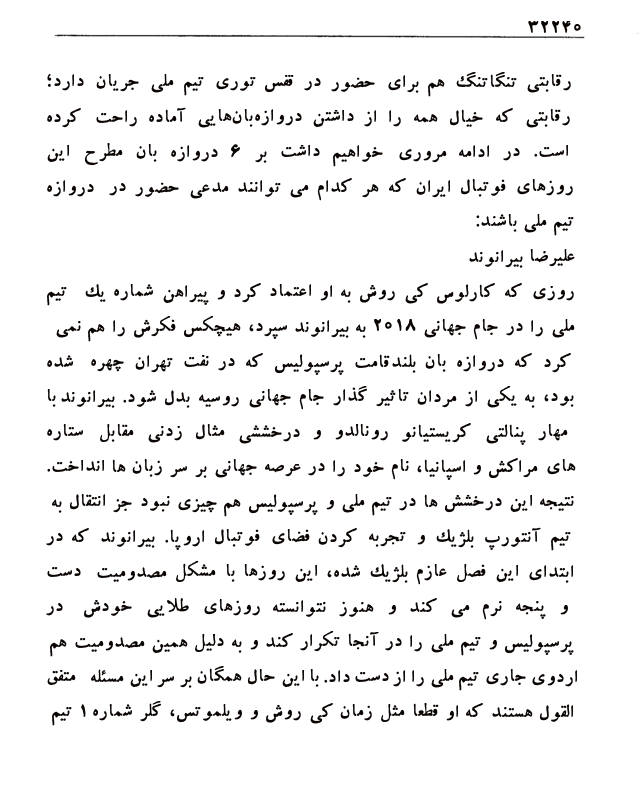 ۳۲۲۴۰
رقابتی تنگاتنگ هم برای حضور در قفس توری تیم ملی جریان دارد؛
رقابتی که خیال همه را از داشتن دروازه‌بان‌هایی آماده راحت کرده
است. در ادامه مروری خواهیم داشت بر ۶ دروازه بان مطرح این
روزهای فوتبال ایران که هر کدام می توانند مدعی حضور در دروازه
تیم ملی باشند:
علیرضا بیرانوند
روزی که کارلوس کی روش به او اعتماد کرد و پیراهن شماره یك تیم
ملی را در جام جهانی ۲۰۱۸ به بیرانوند سپرد، هیچکس فکرش را هم نمی
کرد که دروازه بان بلندقامت پرسپولیس که در نفت تهران چهره شده
بود، به یکی از مردان تاثیر گذار جام جهانی روسیه بدل شود. بیرانوند با
مهار پنالتی کریستیانو رونالدو و درخششی مثال زدنی مقابل ستاره
های مراکش و اسپانیا، نام خود را در عرصه جهانی بر سر زبان ها انداخت.
نتیجه این درخشش ها در تیم ملی و پرسپولیس هم چیزی نبود جز انتقال به
تیم آنتورپ بلژیك و تجربه کردن فضای فوتبال اروپا. بیرانوند که در
ابتدای این فصل عازم بلژیك شده، این روزها با مشکل مصدومیت دست
و پنجه نرم می کند و هنوز نتوانسته روزهای طلایی خودش در
پرسپولیس و تیم ملی را در آنجا تکرار کند و به دلیل همین مصدومیت هم
اردوی جاری تیم ملی را از دست داد. با این حال همگان بر سر این مسئله متفق
القول هستند که او قطعا مثل زمان کی روش و ویلموتس، گلر شماره ۱ تیم